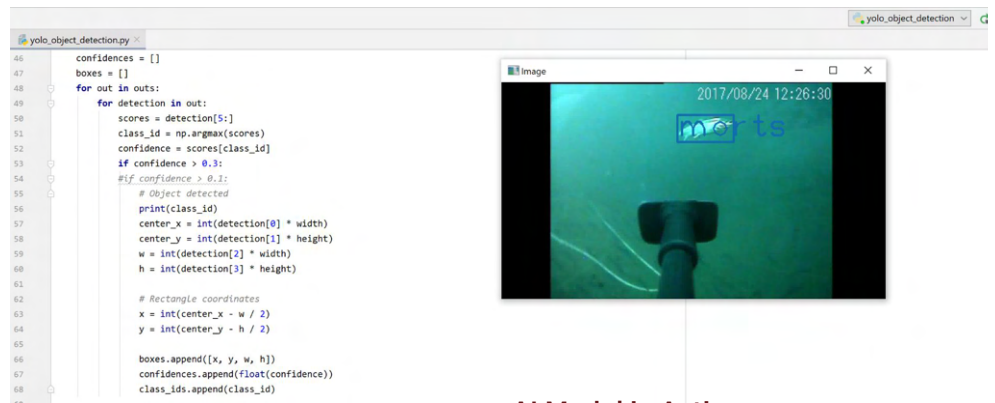 yolo_object_detection
yolo_object_detection.py
46 confidences = []
47 boxes = []
48 for out in outs:
49 for detection in out:
50 scores = detection[5:]
51 class_id = np.argmax(scores)
52 confidence = scores[class_id]
53 if confidence > 0.3:
54 #if confidence > 0.1:
55 # Object detected
56 print(class_id)
57 center_x = int(detection[0] * width)
58 center_y = int(detection[1] * height)
59 w = int(detection[2] * width)
60 h = int(detection[3] * height)
61
62 # Rectangle coordinates
63 x = int(center_x - w / 2)
64 y = int(center_y - h / 2)
65
66 boxes.append([x, y, w, h])
67 confidences.append(float(confidence))
68 class_ids.append(class_id)
Image
2017/08/24 12:26:30
morts